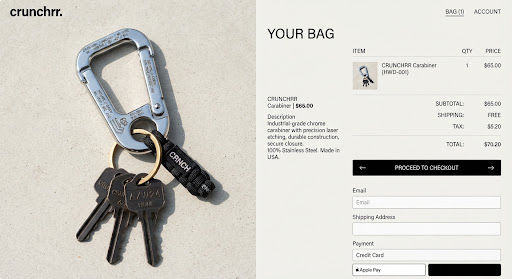 crunchrr.
BAG (1) ACCOUNT
YOUR BAG
ITEM QTY PRICE
CRUNCHRR Carabiner (HWD-001) 1 $65.00
CRUNCHRR
Carabiner | $65.00
Description
Industrial-grade chrome
carabiner with precision laser
etching, durable construction,
secure closure.
100% Stainless Steel. Made in
USA.
SUBTOTAL: $65.00
SHIPPING: FREE
TAX: $5.20
TOTAL: $70.20
← PROCEED TO CHECKOUT →
Email
Email
Shipping Address
Payment
Credit Card
Apple Pay
CRNCH